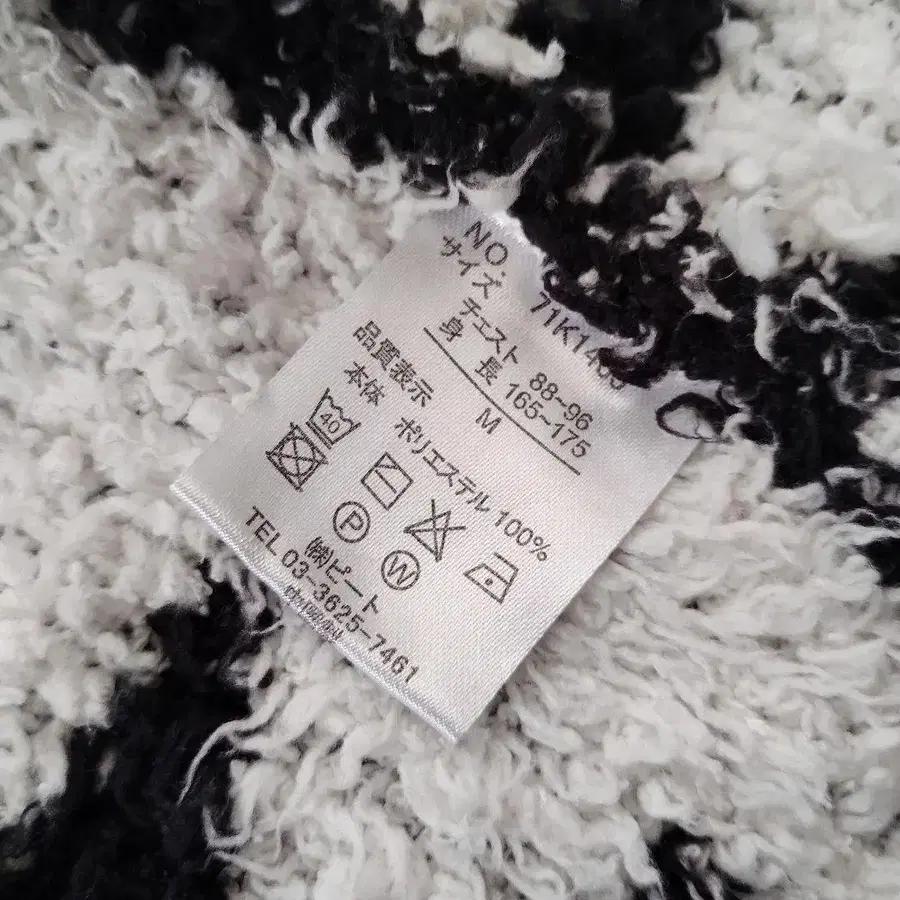 NO.
サイズ
チェスト 88~96
身 長 165~175
M
品質表示
本体 ポリエステル 100%
40
P
W
㈱ピート
TEL 03-3625-7461